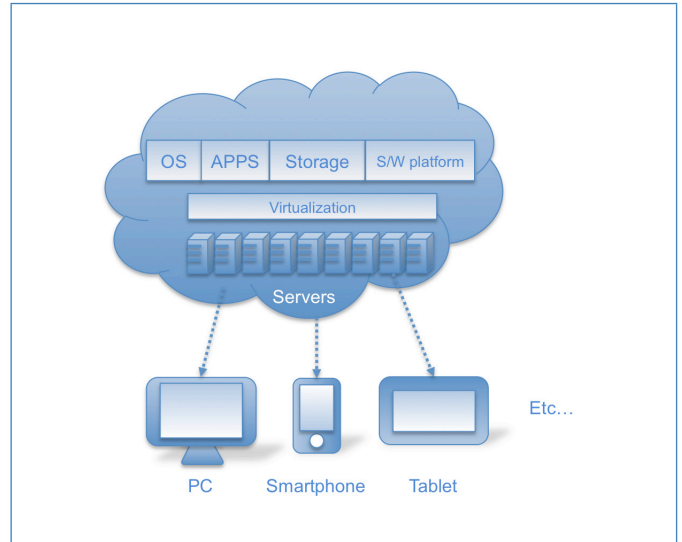 OS APPS Storage S/W platform
Virtualization
Servers
Etc...
PC Smartphone Tablet